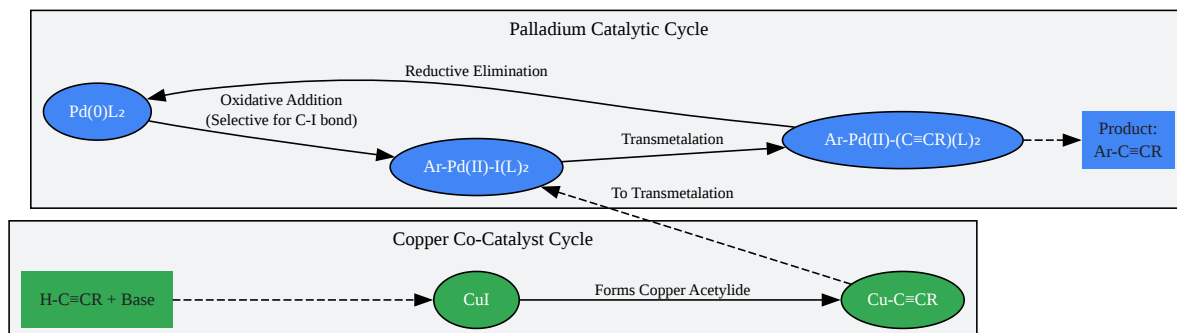 Palladium Catalytic Cycle
Reductive Elimination
Pd(0)L₂
Oxidative Addition
(Selective for C-I bond)
Ar-Pd(II)-I(L)₂
Transmetalation
Ar-Pd(II)-(C≡CR)(L)₂
Product:
Ar-C≡CR
To Transmetalation
Copper Co-Catalyst Cycle
H-C≡CR + Base
CuI
Forms Copper Acetylide
Cu-C≡CR